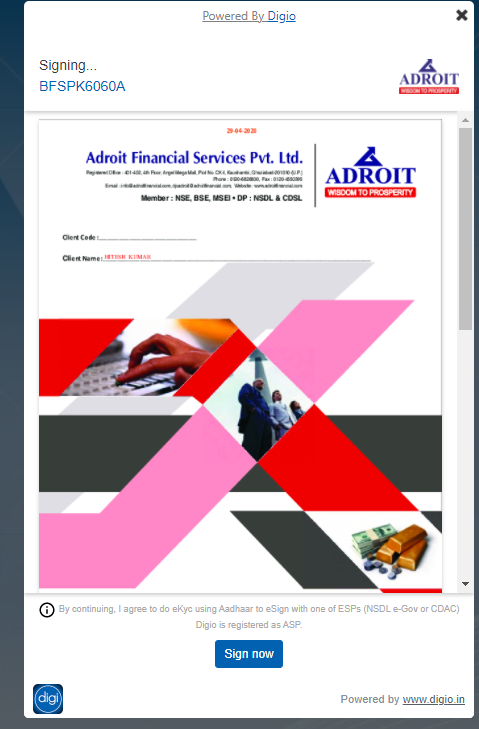 Powered By Digio
Signing...
BFSPK6060A
ADROIT
WISDOM TO PROSPERITY
29-04-2020
Adroit Financial Services Pvt. Ltd.
Member : NSE, BSE, MSEI • DP : NSDL & CDSL
ADROIT
WISDOM TO PROSPERITY
Client Code :
Client Name: HITESH KUMAR
By continuing, I agree to do eKyc using Aadhaar to eSign with one of ESPs (NSDL e-Gov or CDAC)
Digio is registered as ASP.
Sign now
digi
Powered by www.digio.in